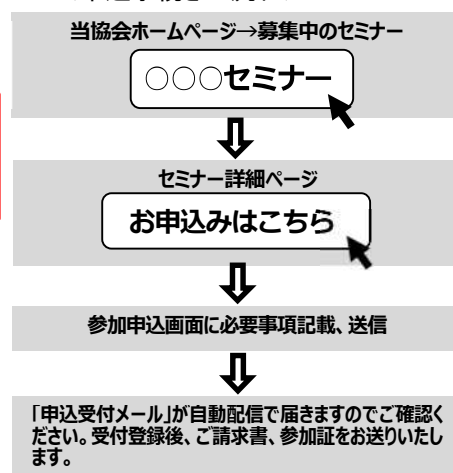 当協会ホームページ→募集中のセミナー
○○○セミナー
セミナー詳細ページ
お申込みはこちら
参加申込画面に必要事項記載、送信
「申込受付メール」が自動配信で届きますのでご確認く
ださい。受付登録後、ご請求書、参加証をお送りいたし
ます。